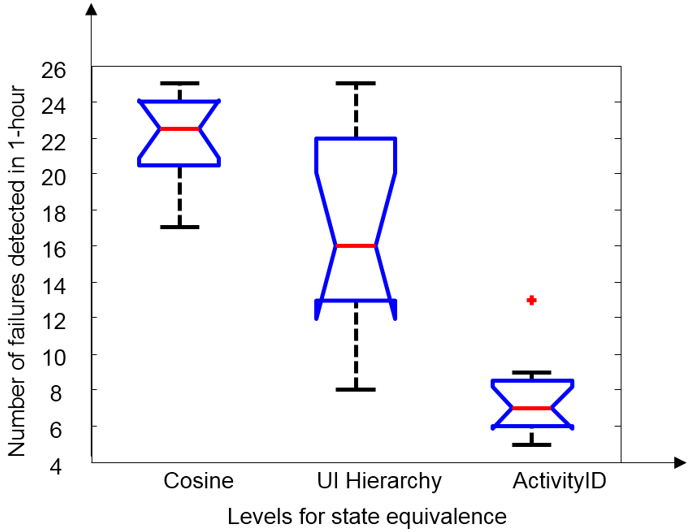 Number of failures detected in 1-hour
26
24
22
20
18
16
14
12
10
8
6
4
Cosine
UI Hierarchy
ActivityID
Levels for state equivalence